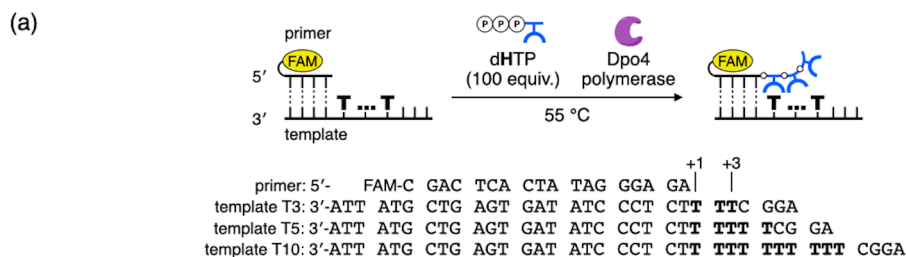 (a)
primer
FAM
5′
3′
T ... T
template
P P P
dHTP
(100 equiv.)
Dpo4
polymerase
55 °C
FAM
T ... T
+1 +3
primer: 5′- FAM-C GAC TCA CTA TAG GGA GA
template T3: 3′-ATT ATG CTG AGT GAT ATC CCT CTT TTC GGA
template T5: 3′-ATT ATG CTG AGT GAT ATC CCT CTT TTT TCG GA
template T10: 3′-ATT ATG CTG AGT GAT ATC CCT CTT TTT TTT TTT CGGA